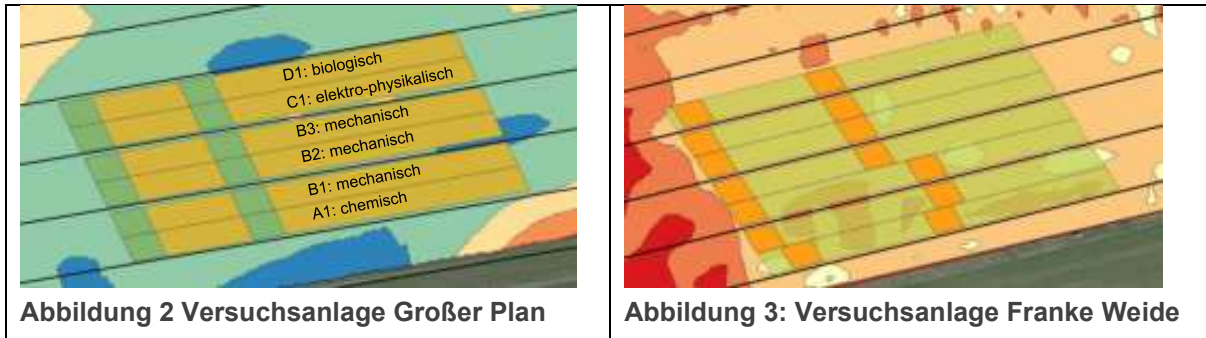 D1: biologisch
C1: elektro-physikalisch
B3: mechanisch
B2: mechanisch
B1: mechanisch
A1: chemisch
Abbildung 2 Versuchsanlage Großer Plan
Abbildung 3: Versuchsanlage Franke Weide